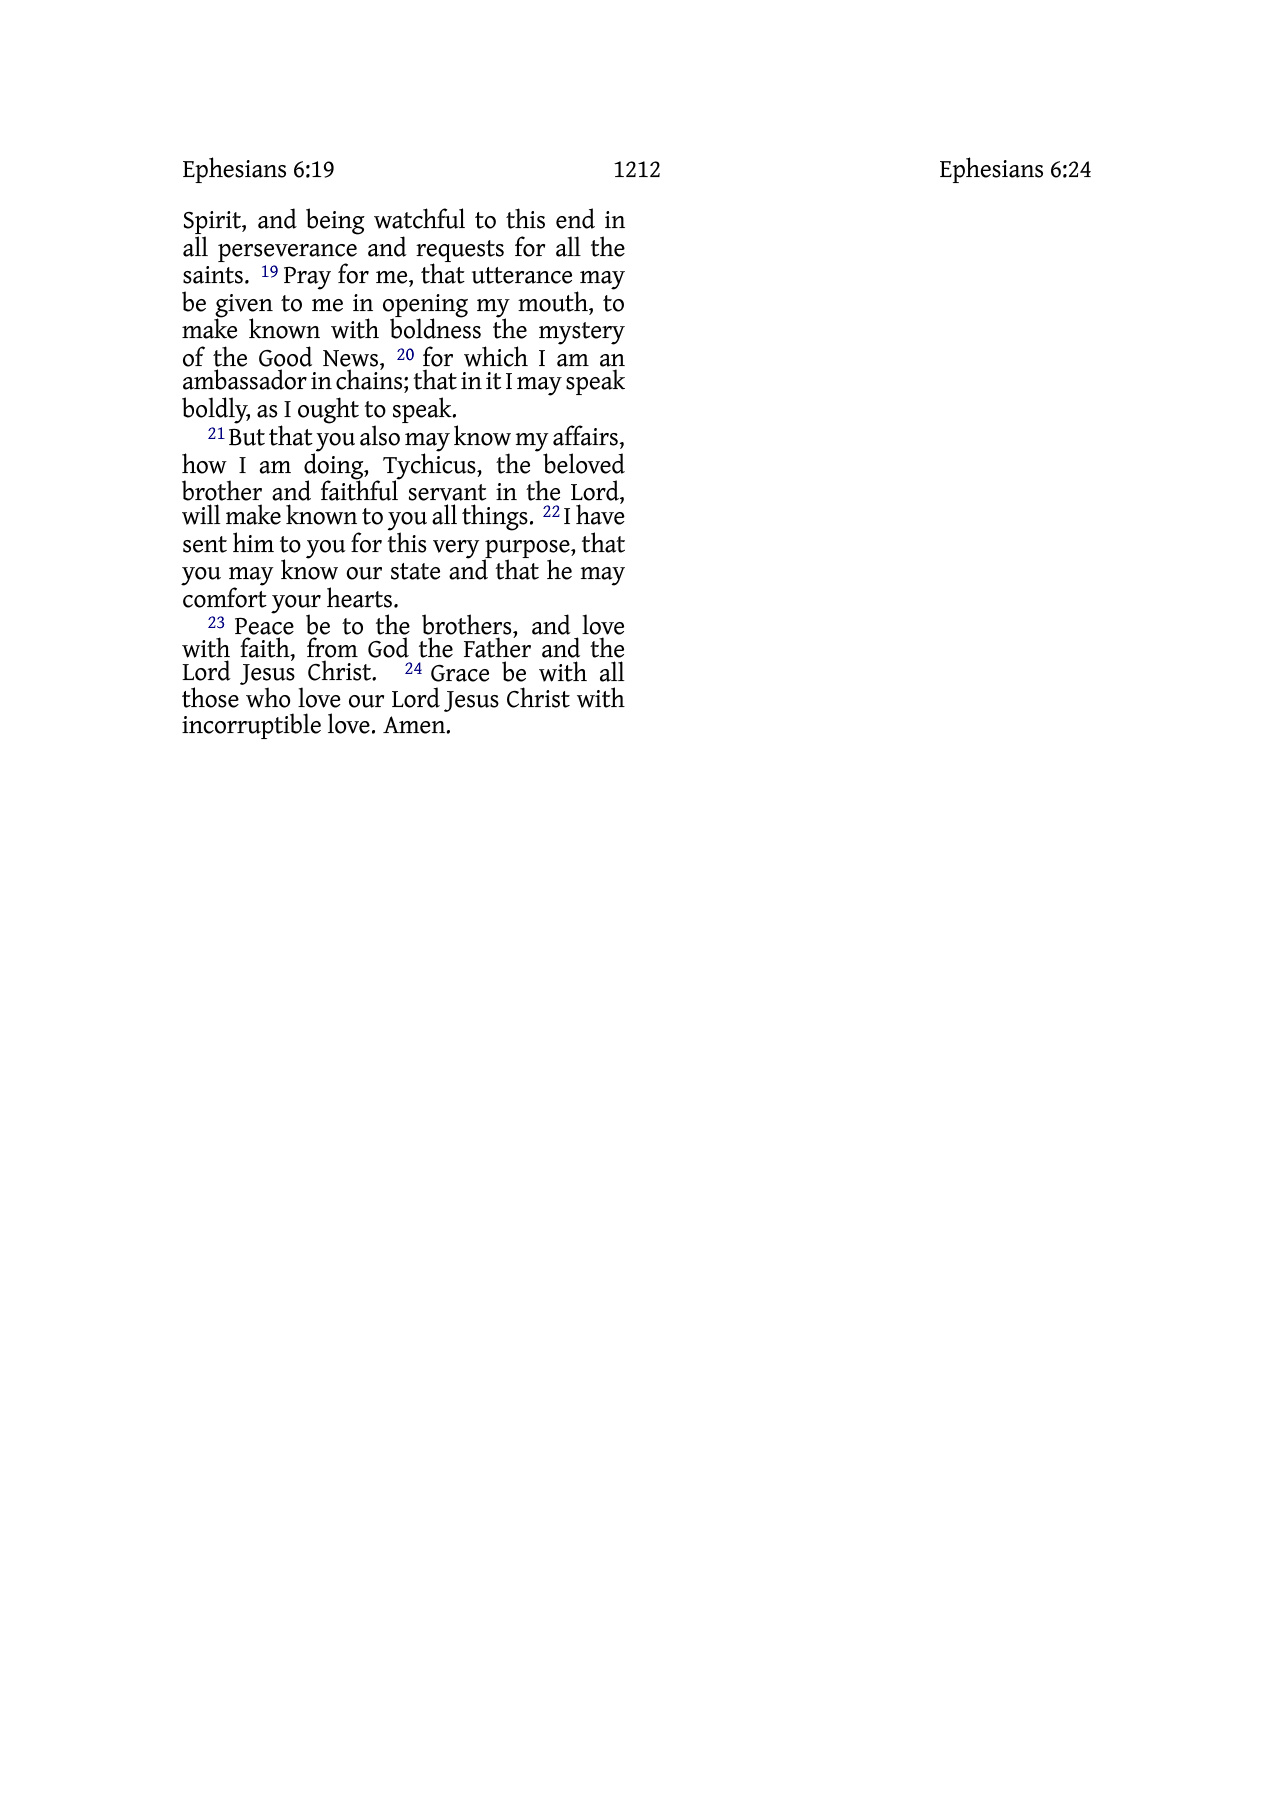 Ephesians 6:19 1212 Ephesians 6:24
Spirit, and being watchful to this end in
all perseverance and requests for all the
saints. 19 Pray for me, that utterance may
be given to me in opening my mouth, to
make known with boldness the mystery
of the Good News, 20 for which I am an
ambassador in chains; that in it I may speak
boldly, as I ought to speak.
21 But that you also may know my affairs,
how I am doing, Tychicus, the beloved
brother and faithful servant in the Lord,
will make known to you all things. 22 I have
sent him to you for this very purpose, that
you may know our state and that he may
comfort your hearts.
23 Peace be to the brothers, and love
with faith, from God the Father and the
Lord Jesus Christ. 24 Grace be with all
those who love our Lord Jesus Christ with
incorruptible love. Amen.